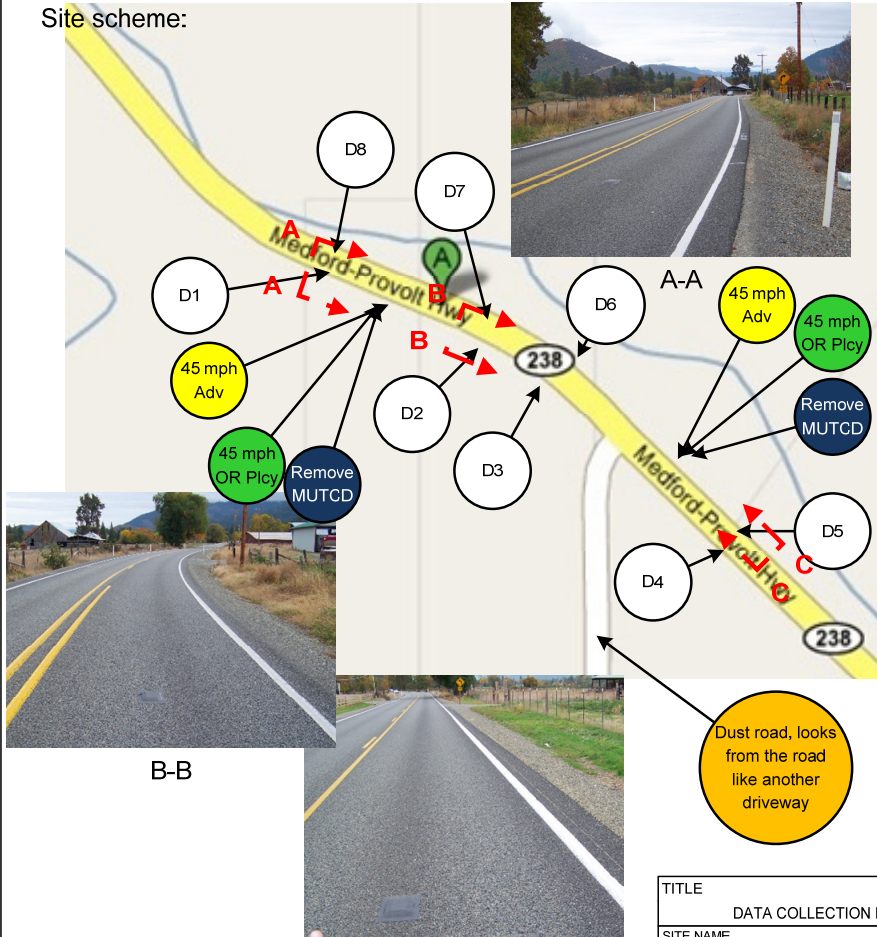 Site scheme:
D8
D7
A
A
Medford-Provolt Hwy
D1
A
B
D6
A-A
45 mph
Adv
45 mph
OR Plcy
B
238
45 mph
Adv
D2
Remove
MUTCD
45 mph
OR Plcy
Remove
MUTCD
D3
Medford-Provolt Hwy
D5
C
D4
C
238
Dust road, looks
from the road
like another
driveway
B-B
TITLE
DATA COLLECTION
SITE NAME